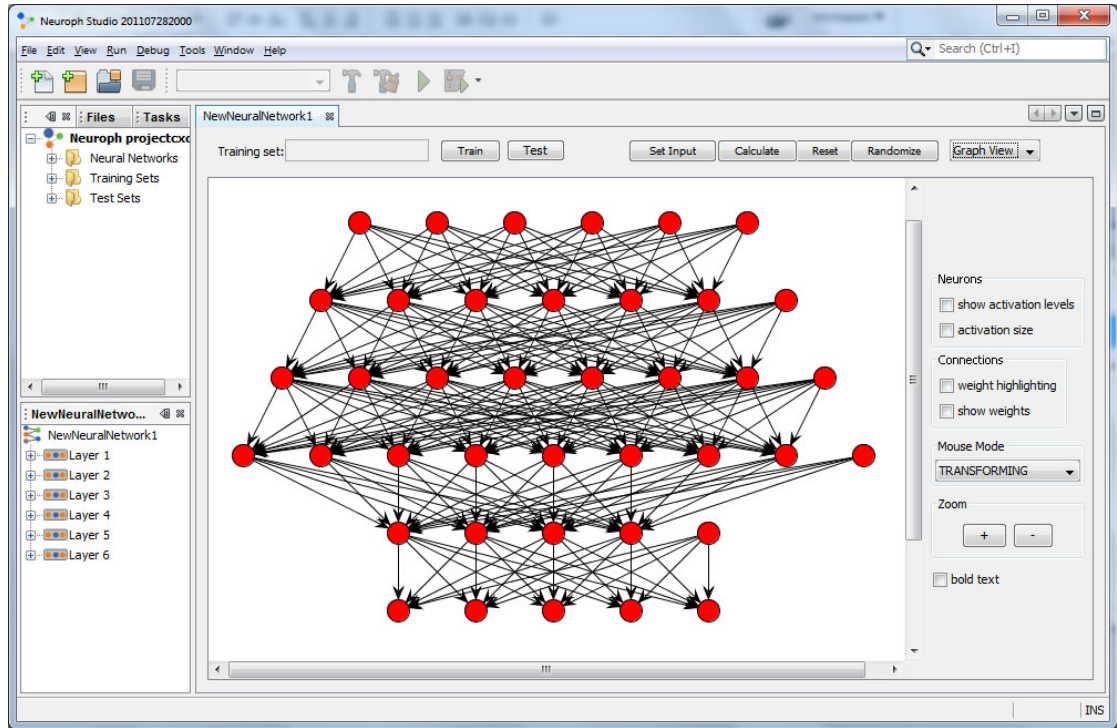 Neuroph Studio 201107282000
File Edit View Run Debug Tools Window Help
Search (Ctrl+I)
Files Tasks
NewNeuralNetwork1
Neuroph projectcx
Neural Networks
Training Sets
Test Sets
Training set:
Train Test Set Input Calculate Reset Randomize Graph View
Neurons
show activation levels
activation size
Connections
weight highlighting
show weights
Mouse Mode
TRANSFORMING
Zoom
+ -
bold text
NewNeuralNetwo...
NewNeuralNetwork1
Layer 1
Layer 2
Layer 3
Layer 4
Layer 5
Layer 6
INS